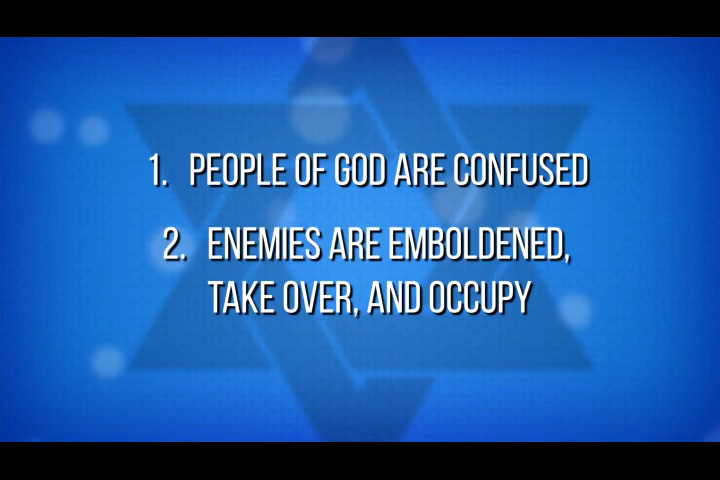 1. PEOPLE OF GOD ARE CONFUSED
2. ENEMIES ARE EMBOLDENED,
TAKE OVER, AND OCCUPY